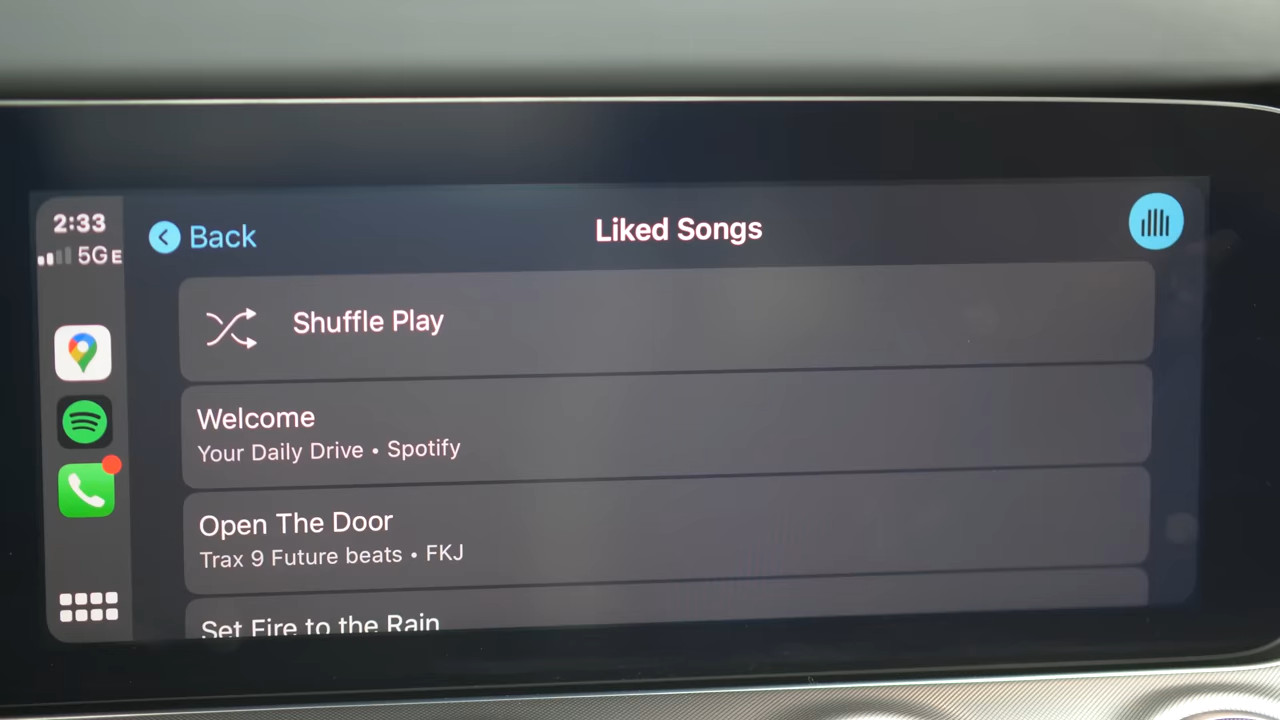 2:33
5GE
Back
Liked Songs
Shuffle Play
Welcome
Your Daily Drive • Spotify
Open The Door
Trax 9 Future beats • FKJ
Set Fire to the Rain